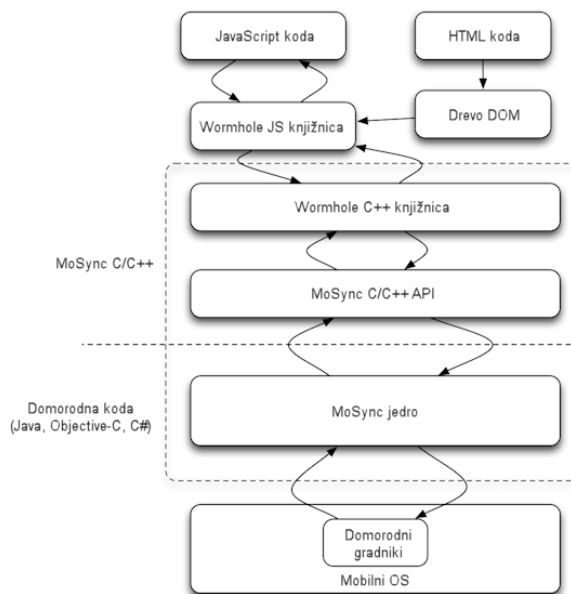 JavaScript koda
HTML koda
Wormhole JS knjižnica
Drevo DOM
Wormhole C++ knjižnica
MoSync C/C++
MoSync C/C++ API
Domorodna koda
(Java, Objective-C, C#)
MoSync jedro
Domorodni
gradniki
Mobilni OS